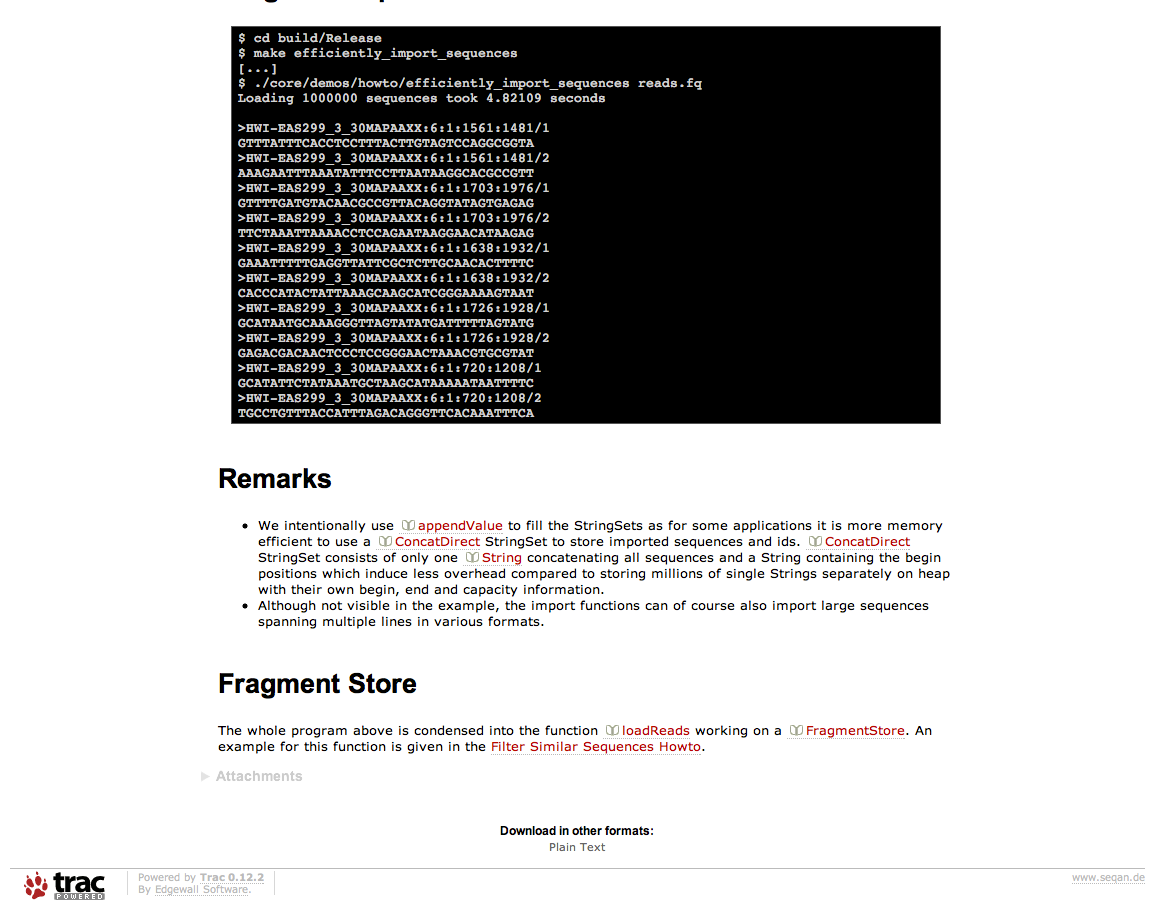 $ cd build/Release
$ make efficiently_import_sequences
[...]
$ ./core/demos/howto/efficiently_import_sequences reads.fq
Loading 1000000 sequences took 4.82109 seconds
>HWI-EAS299_3_30MAPAAXX:6:1:1561:1481/1
GTTTATTTCACCTCCTTTACTTGTAGTCCAGGCGGTA
>HWI-EAS299_3_30MAPAAXX:6:1:1561:1481/2
AAAGAATTTAAATATTTCCTTAATAAGGCACGCCGTT
>HWI-EAS299_3_30MAPAAXX:6:1:1703:1976/1
GTTTTGATGTACAACGCCGTTACAGGTATAGTGAGAG
>HWI-EAS299_3_30MAPAAXX:6:1:1703:1976/2
TTCTAAATTAAAACCTCCAGAATAAGGAACATAAGAG
>HWI-EAS299_3_30MAPAAXX:6:1:1638:1932/1
GAAATTTTTGAGGTTATTCGCTCTTGCAACACTTTTC
>HWI-EAS299_3_30MAPAAXX:6:1:1638:1932/2
CACCCATACTATTAAAGCAAGCATCGGGAAAAGTAAT
>HWI-EAS299_3_30MAPAAXX:6:1:1726:1928/1
GCATAATGCAAAGGGTTAGTATATGATTTTTAGTATG
>HWI-EAS299_3_30MAPAAXX:6:1:1726:1928/2
GAGACGACAACTCCCTCCGGGAACTAAACGTGCGTAT
>HWI-EAS299_3_30MAPAAXX:6:1:720:1208/1
GCATATTCTATAAATGCTAAGCATAAAAATAATTTTC
>HWI-EAS299_3_30MAPAAXX:6:1:720:1208/2
TGCCTGTTTACCATTTAGACAGGGTTCACAAATTTCA
Remarks
• We intentionally use appendValue to fill the StringSets as for some applications it is more memory
efficient to use a ConcatDirect StringSet to store imported sequences and ids. ConcatDirect
StringSet consists of only one String concatenating all sequences and a String containing the begin
positions which induce less overhead compared to storing millions of single Strings separately on heap
with their own begin, end and capacity information.
• Although not visible in the example, the import functions can of course also import large sequences
spanning multiple lines in various formats.
Fragment Store
The whole program above is condensed into the function loadReads working on a FragmentStore. An
example for this function is given in the Filter Similar Sequences Howto.
Attachments
Download in other formats:
Plain Text
trac POWERED
Powered by Trac 0.12.2
By Edgewall Software.
www.seqan.de